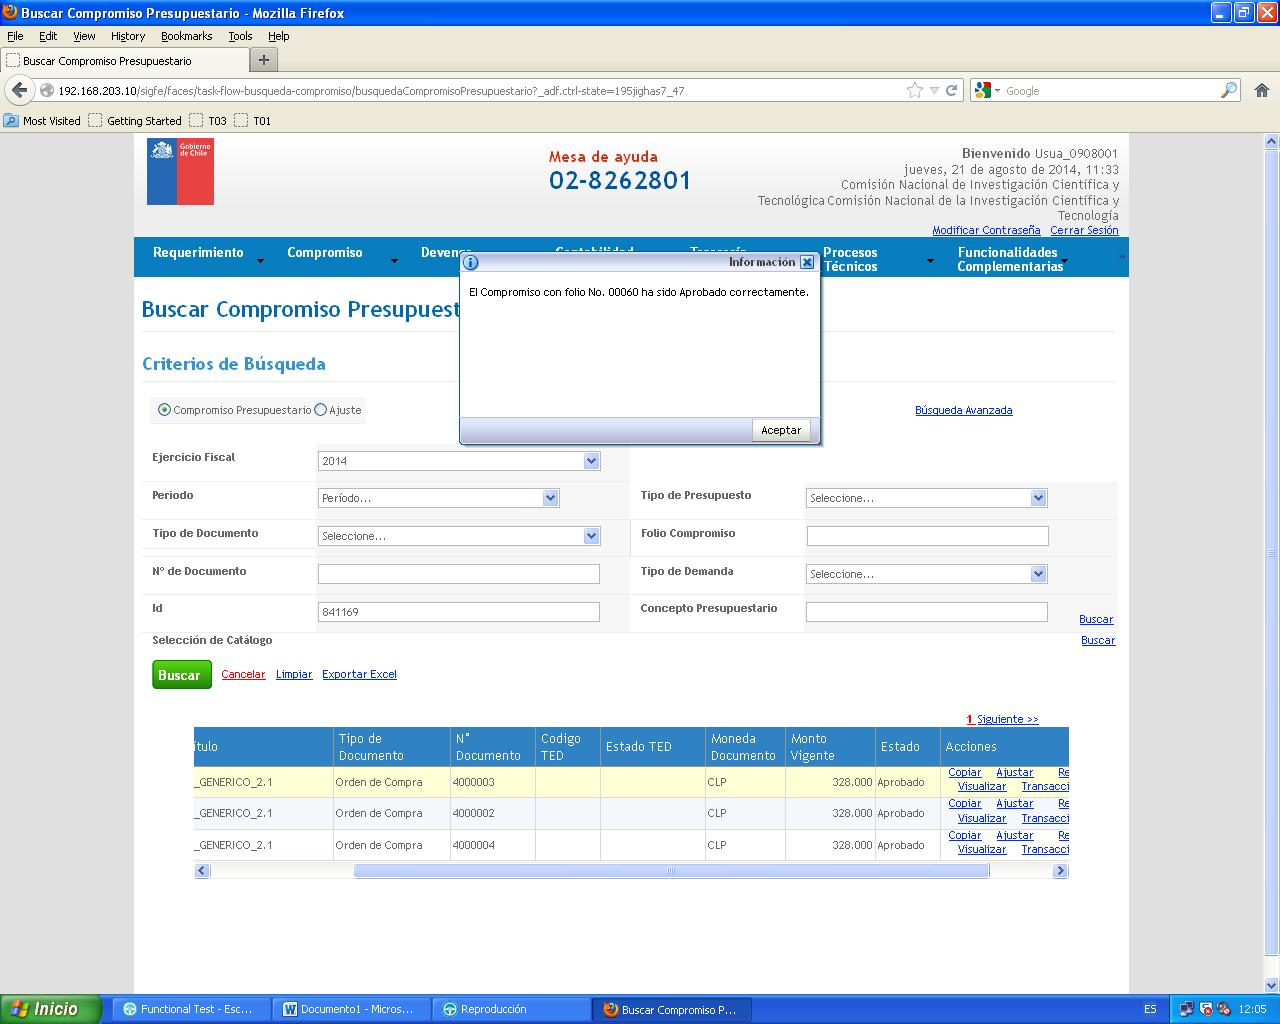 Buscar Compromiso Presupuestario - Mozilla Firefox
File Edit View History Bookmarks Tools Help
Buscar Compromiso Presupuestario
192.168.203.10/sigfe/faces/task-flow-busqueda-compromiso/busquedaCompromisoPresupuestario?_adf.ctrl-state=195jighas7_47
Google
Most Visited Getting Started T03 T01
Gobierno
de Chile
Mesa de ayuda
02-8262801
Bienvenido Usua_0908001
jueves, 21 de agosto de 2014, 11:33
Comisión Nacional de Investigación Científica y
Tecnológica Comisión Nacional de la Investigación Científica y
Tecnología
Modificar Contraseña Cerrar Sesión
Requerimiento Compromiso Devengo Contabilidad Tesorería Procesos Técnicos Funcionalidades Complementarias »
Información
El Compromiso con folio No. 00060 ha sido Aprobado correctamente.
Aceptar
Buscar Compromiso Presupuest
Criterios de Búsqueda
Compromiso Presupuestario Ajuste
Búsqueda Avanzada
Ejercicio Fiscal 2014
Periodo Período... Tipo de Presupuesto Seleccione...
Tipo de Documento Seleccione... Folio Compromiso
N° de Documento Tipo de Demanda Seleccione...
Id 841169 Concepto Presupuestario Buscar
Selección de Catálogo Buscar
Buscar Cancelar Limpiar Exportar Excel
1 Siguiente >>
ítulo Tipo de Documento N° Documento Codigo TED Estado TED Moneda Documento Monto Vigente Estado Acciones
_GENERICO_2.1 Orden de Compra 4000003 CLP 328.000 Aprobado Copiar Ajustar Re Visualizar Transacci
_GENERICO_2.1 Orden de Compra 4000002 CLP 328.000 Aprobado Copiar Ajustar Re Visualizar Transacci
_GENERICO_2.1 Orden de Compra 4000004 CLP 328.000 Aprobado Copiar Ajustar Re Visualizar Transacci
Inicio Functional Test - Esc... Documento1 - Micros... Reproducción Buscar Compromiso P... ES 12:05